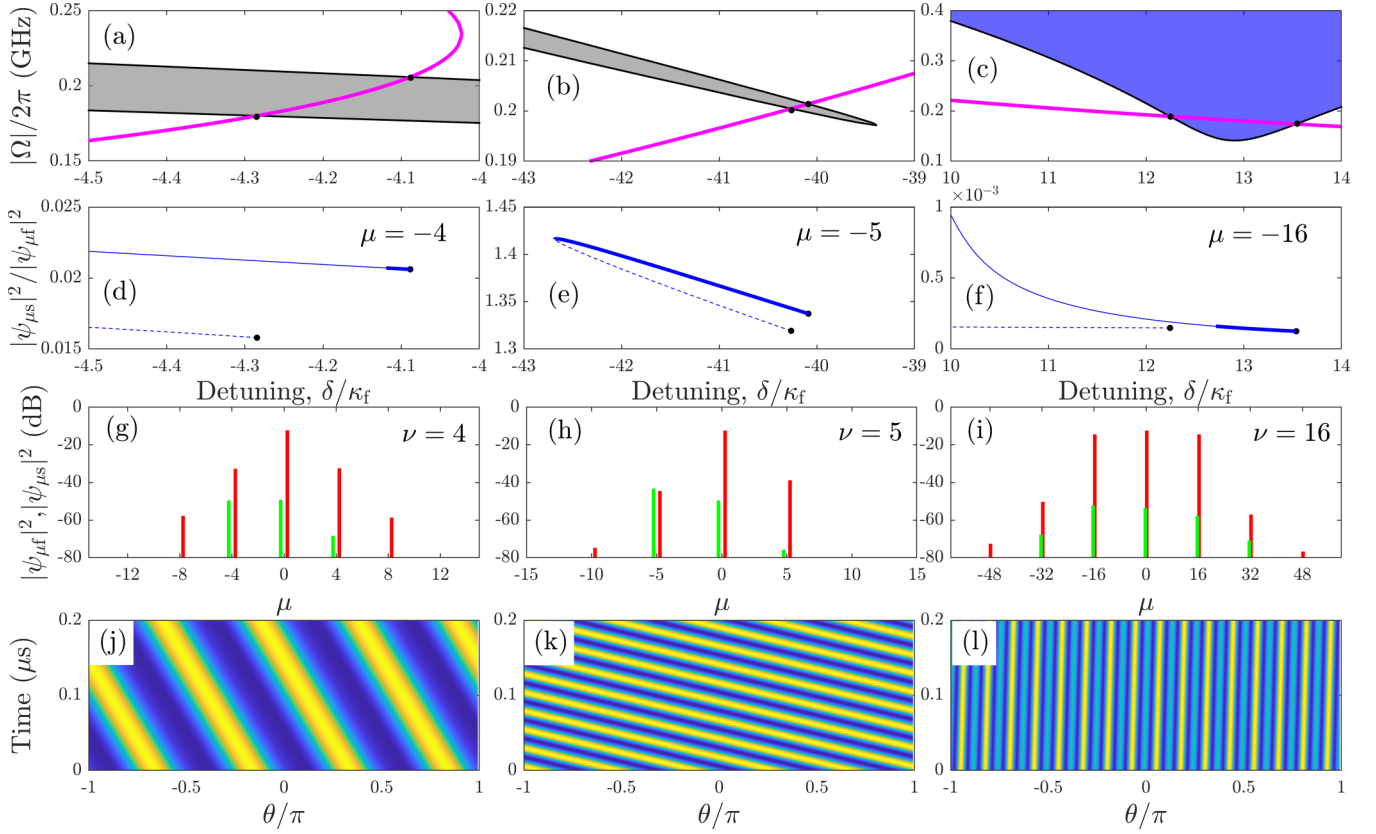 |Ω|/2π (GHz)
0.25
0.2
0.15
(a)
-4.5 -4.4 -4.3 -4.2 -4.1 -4
0.22
0.21
0.2
0.19
(b)
-43 -42 -41 -40 -39
0.4
0.3
0.2
0.1
(c)
10 11 12 13 14
|ψμs|²/|ψμf|²
0.025
0.02
0.015
μ = −4
(d)
-4.5 -4.4 -4.3 -4.2 -4.1 -4
Detuning, δ/κf
1.45
1.4
1.35
1.3
μ = −5
(e)
-43 -42 -41 -40 -39
Detuning, δ/κf
×10⁻³
1
0.5
0
μ = −16
(f)
10 11 12 13 14
Detuning, δ/κf
|ψμf|²,|ψμs|² (dB)
0
-20
-40
-60
-80
(g)
ν = 4
-12 -8 -4 0 4 8 12
μ
0
-20
-40
-60
-80
(h)
ν = 5
-15 -10 -5 0 5 10 15
μ
0
-20
-40
-60
-80
(i)
ν = 16
-48 -32 -16 0 16 32 48
μ
Time (μs)
0.2
0.1
0
(j)
-1 -0.5 0 0.5 1
θ/π
0.2
0.1
0
(k)
-1 -0.5 0 0.5 1
θ/π
0.2
0.1
0
(l)
-1 -0.5 0 0.5 1
θ/π